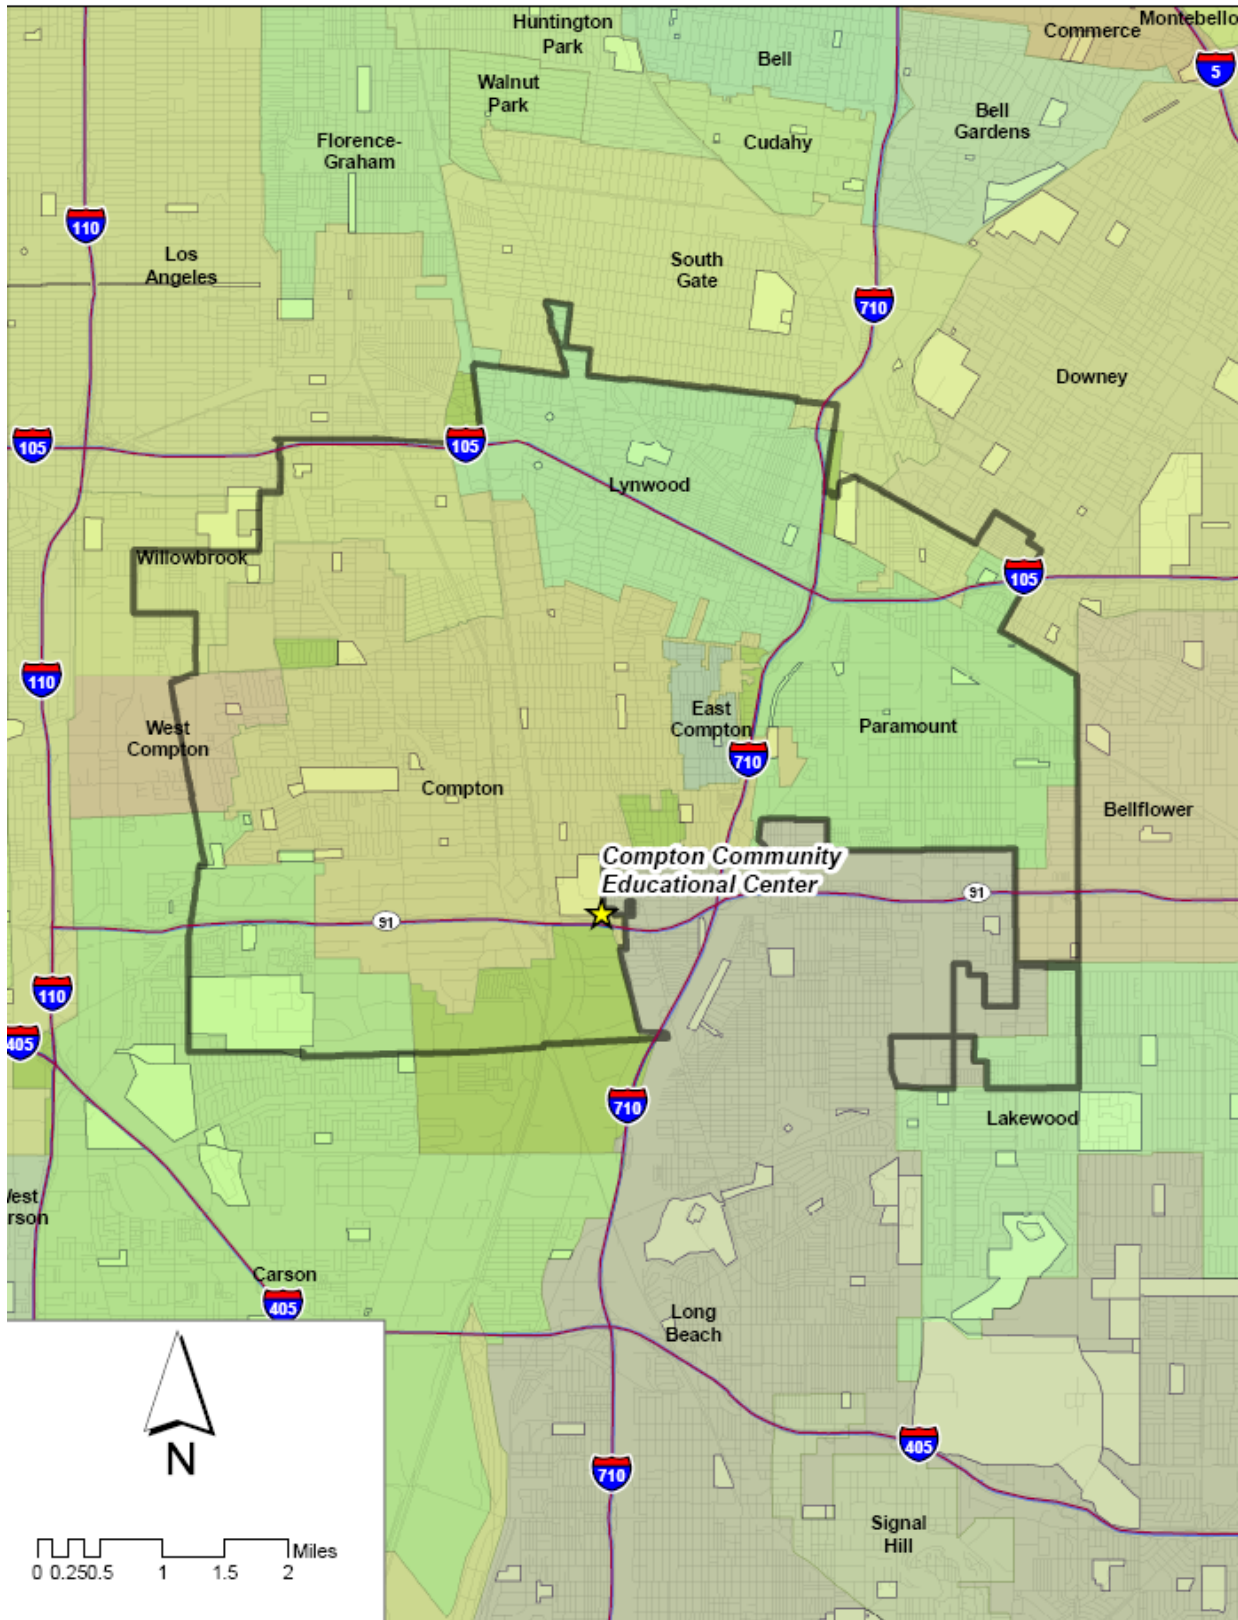 Huntington
Park
Commerce
Montebello
Bell
5
Walnut
Park
Bell
Gardens
Florence-
Graham
Cudahy
110
Los
Angeles
South
Gate
710
Downey
105
105
Lynwood
Willowbrook
105
110
West
Compton
East
Compton
Paramount
710
Compton
Bellflower
Compton Community
Educational Center
91
91
110
405
710
Lakewood
West
Carson
405
Long
Beach
N
405
710
Signal
Hill
Miles
0 0.250.5 1 1.5 2